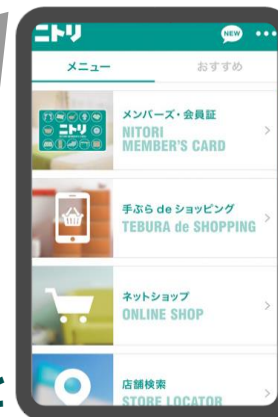 ニトリ
NEW
メニュー
おすすめ
ニトリ
メンバーズ・会員証
NITORI
MEMBER'S CARD
手ぶら de ショッピング
TEBURA de SHOPPING
ネットショップ
ONLINE SHOP
店舗検索
STORE LOCATOR